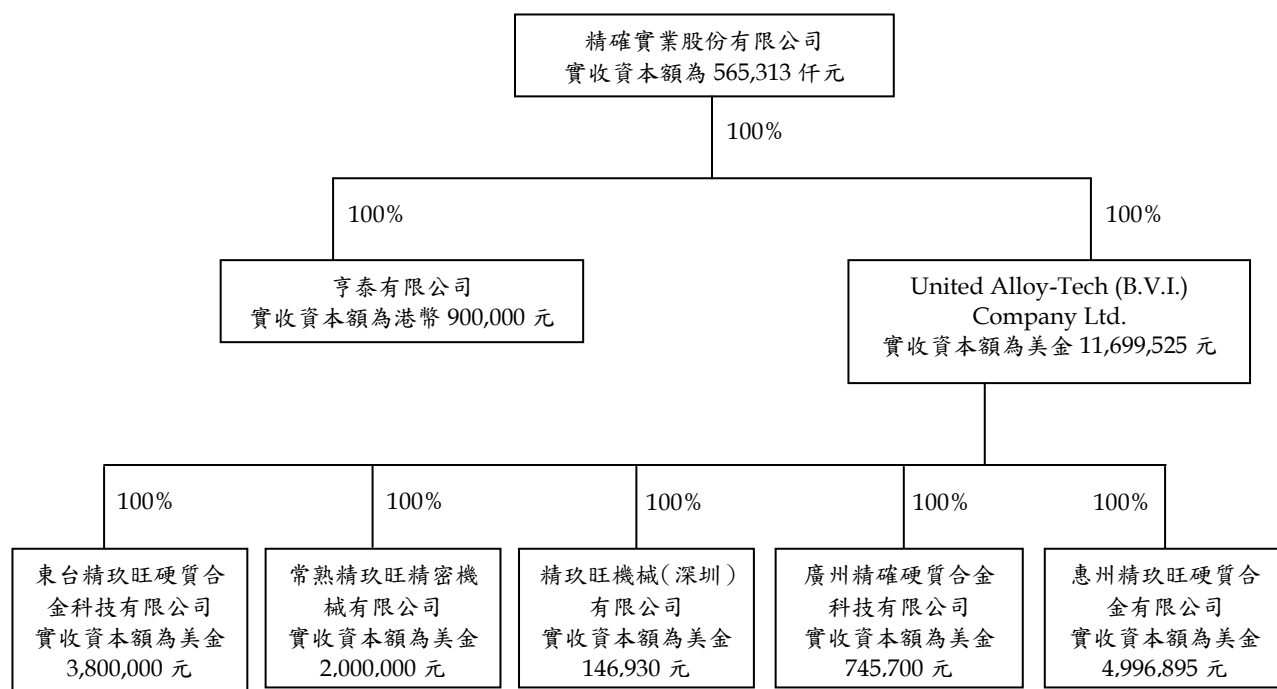 精確實業股份有限公司
實收資本額為 565,313 仟元
100%
100%
100%
亨泰有限公司
實收資本額為港幣 900,000 元
United Alloy-Tech (B.V.I.)
Company Ltd.
實收資本額為美金 11,699,525 元
100%
100%
100%
100%
100%
東台精玖旺硬質合
金科技有限公司
實收資本額為美金
3,800,000 元
常熟精玖旺精密機
械有限公司
實收資本額為美金
2,000,000 元
精玖旺機械(深圳)
有限公司
實收資本額為美金
146,930 元
廣州精確硬質合金
科技有限公司
實收資本額為美金
745,700 元
惠州精玖旺硬質合
金有限公司
實收資本額為美金
4,996,895 元